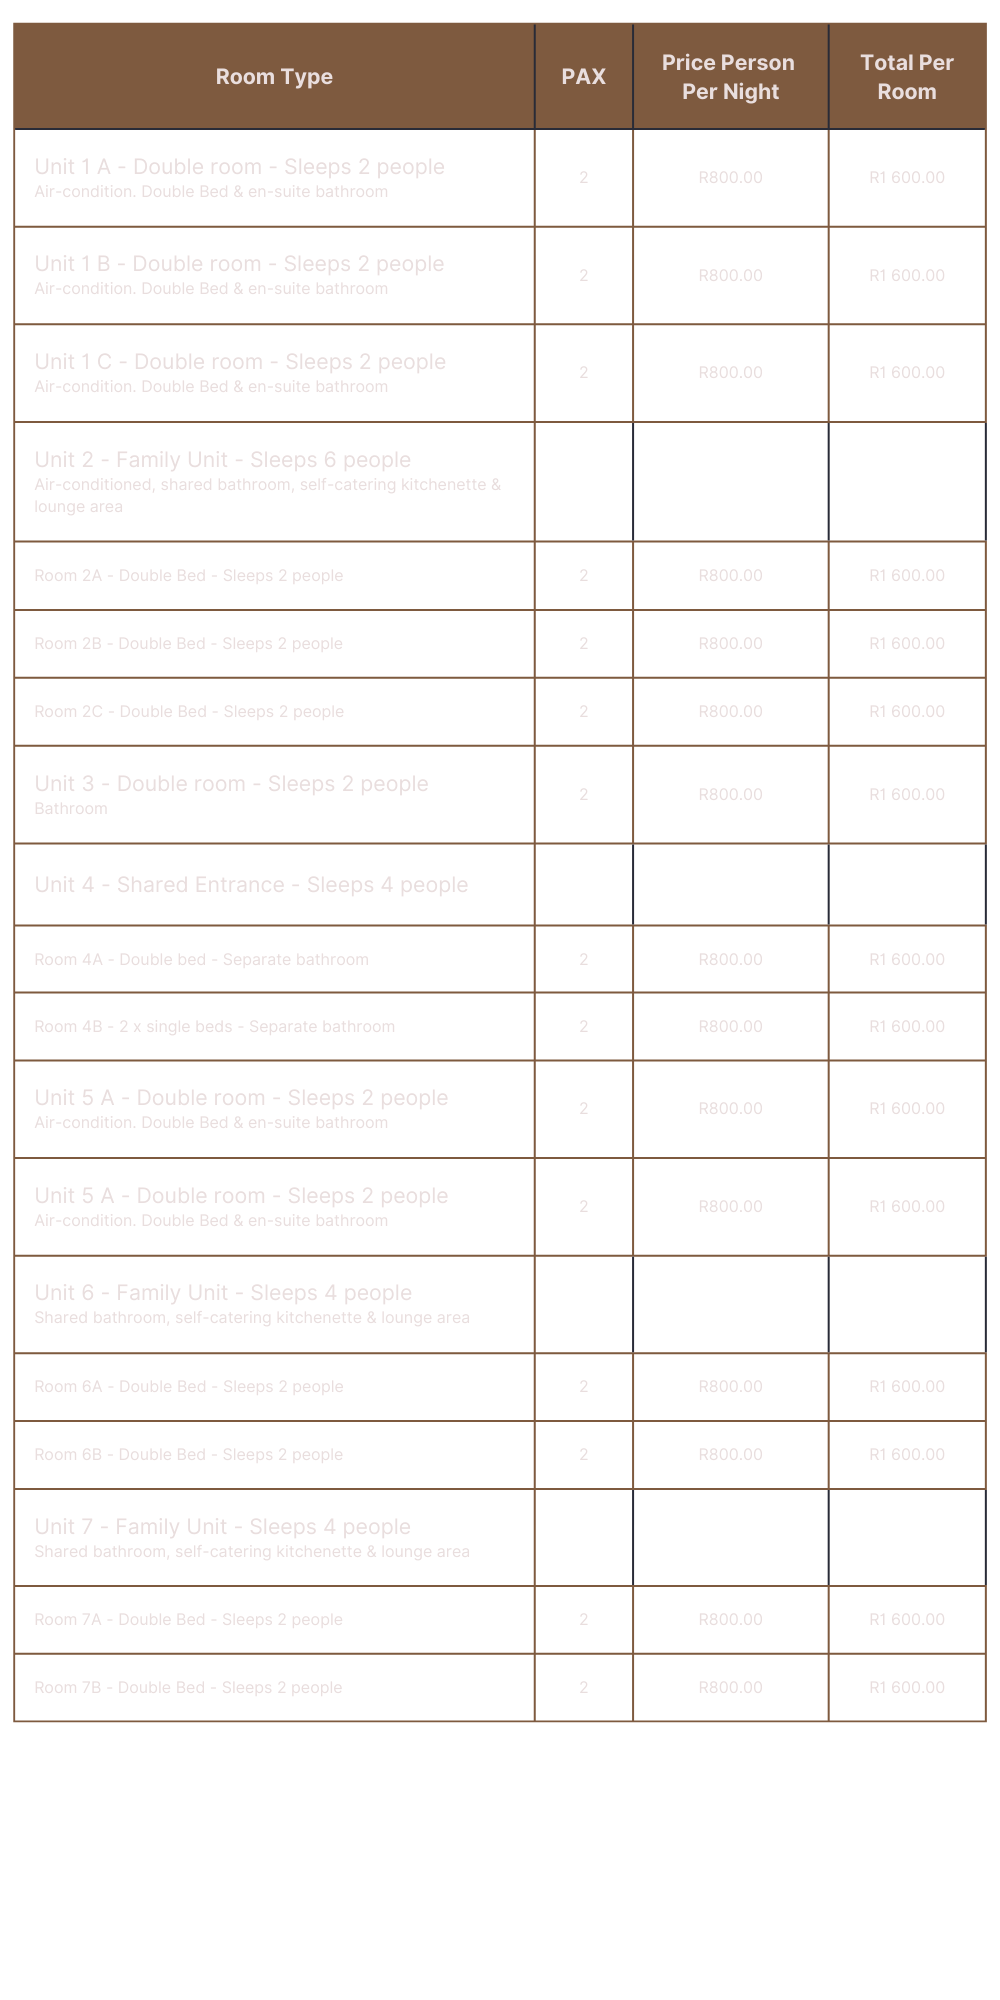 Room Type PAX Price Person Per Night Total Per Room
Unit 1 A - Double room - Sleeps 2 people
Air-condition. Double Bed & en-suite bathroom
2 R800.00 R1 600.00
Unit 1 B - Double room - Sleeps 2 people
Air-condition. Double Bed & en-suite bathroom
2 R800.00 R1 600.00
Unit 1 C - Double room - Sleeps 2 people
Air-condition. Double Bed & en-suite bathroom
2 R800.00 R1 600.00
Unit 2 - Family Unit - Sleeps 6 people
Air-conditioned, shared bathroom, self-catering kitchenette &
lounge area
Room 2A - Double Bed - Sleeps 2 people 2 R800.00 R1 600.00
Room 2B - Double Bed - Sleeps 2 people 2 R800.00 R1 600.00
Room 2C - Double Bed - Sleeps 2 people 2 R800.00 R1 600.00
Unit 3 - Double room - Sleeps 2 people
Bathroom
2 R800.00 R1 600.00
Unit 4 - Shared Entrance - Sleeps 4 people
Room 4A - Double bed - Separate bathroom 2 R800.00 R1 600.00
Room 4B - 2 x single beds - Separate bathroom 2 R800.00 R1 600.00
Unit 5 A - Double room - Sleeps 2 people
Air-condition. Double Bed & en-suite bathroom
2 R800.00 R1 600.00
Unit 5 A - Double room - Sleeps 2 people
Air-condition. Double Bed & en-suite bathroom
2 R800.00 R1 600.00
Unit 6 - Family Unit - Sleeps 4 people
Shared bathroom, self-catering kitchenette & lounge area
Room 6A - Double Bed - Sleeps 2 people 2 R800.00 R1 600.00
Room 6B - Double Bed - Sleeps 2 people 2 R800.00 R1 600.00
Unit 7 - Family Unit - Sleeps 4 people
Shared bathroom, self-catering kitchenette & lounge area
Room 7A - Double Bed - Sleeps 2 people 2 R800.00 R1 600.00
Room 7B - Double Bed - Sleeps 2 people 2 R800.00 R1 600.00